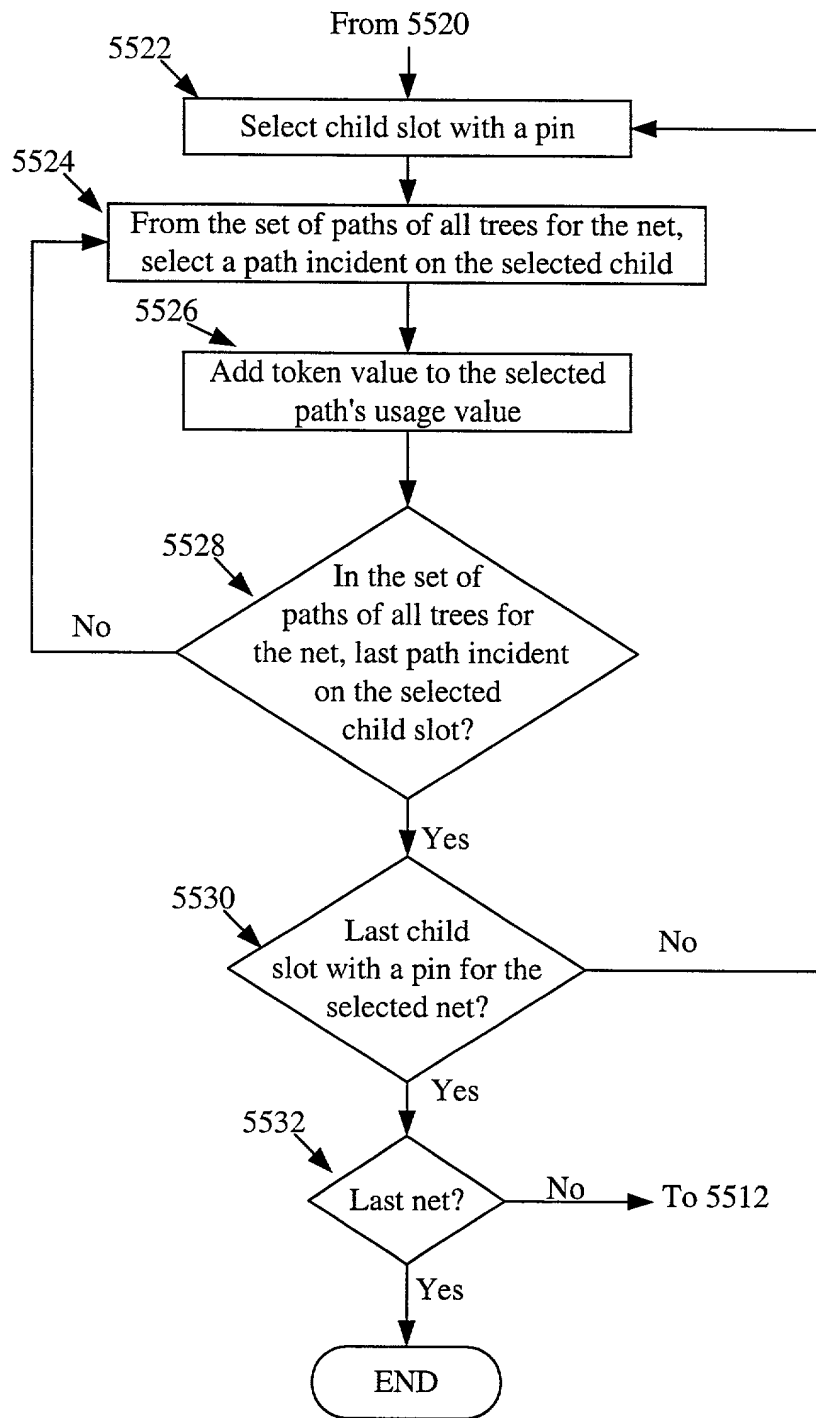 From 5520
5522
Select child slot with a pin
5524
From the set of paths of all trees for the net,
select a path incident on the selected child
5526
Add token value to the selected
path's usage value
5528
In the set of
paths of all trees for
the net, last path incident
on the selected
child slot?
No
Yes
5530
Last child
slot with a pin for the
selected net?
No
Yes
5532
Last net?
No
To 5512
Yes
END